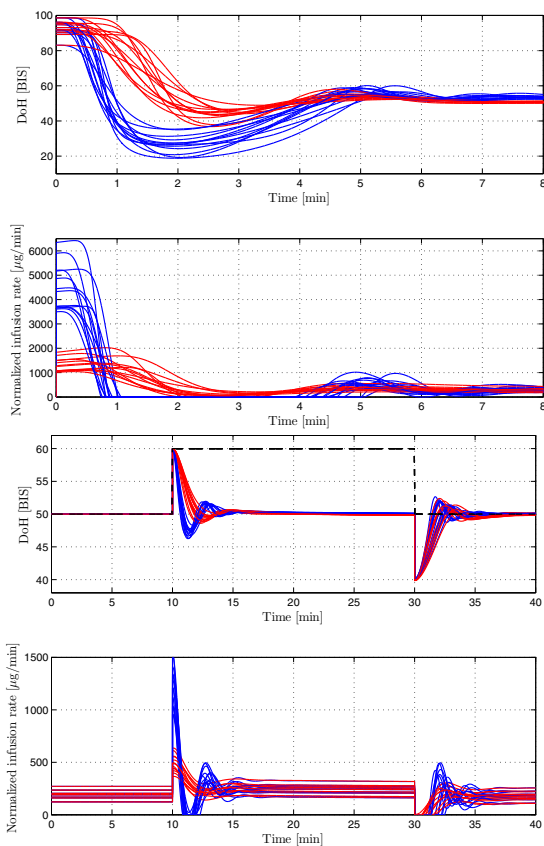 100
80
60
40
20
DoH [BIS]
0 1 2 3 4 5 6 7 8
Time [min]
6000
5000
4000
3000
2000
1000
0
Normalized infusion rate [µg/min]
0 1 2 3 4 5 6 7 8
Time [min]
60
55
50
45
40
DoH [BIS]
0 5 10 15 20 25 30 35 40
Time [min]
1500
1000
500
0
Normalized infusion rate [µg/min]
0 5 10 15 20 25 30 35 40
Time [min]